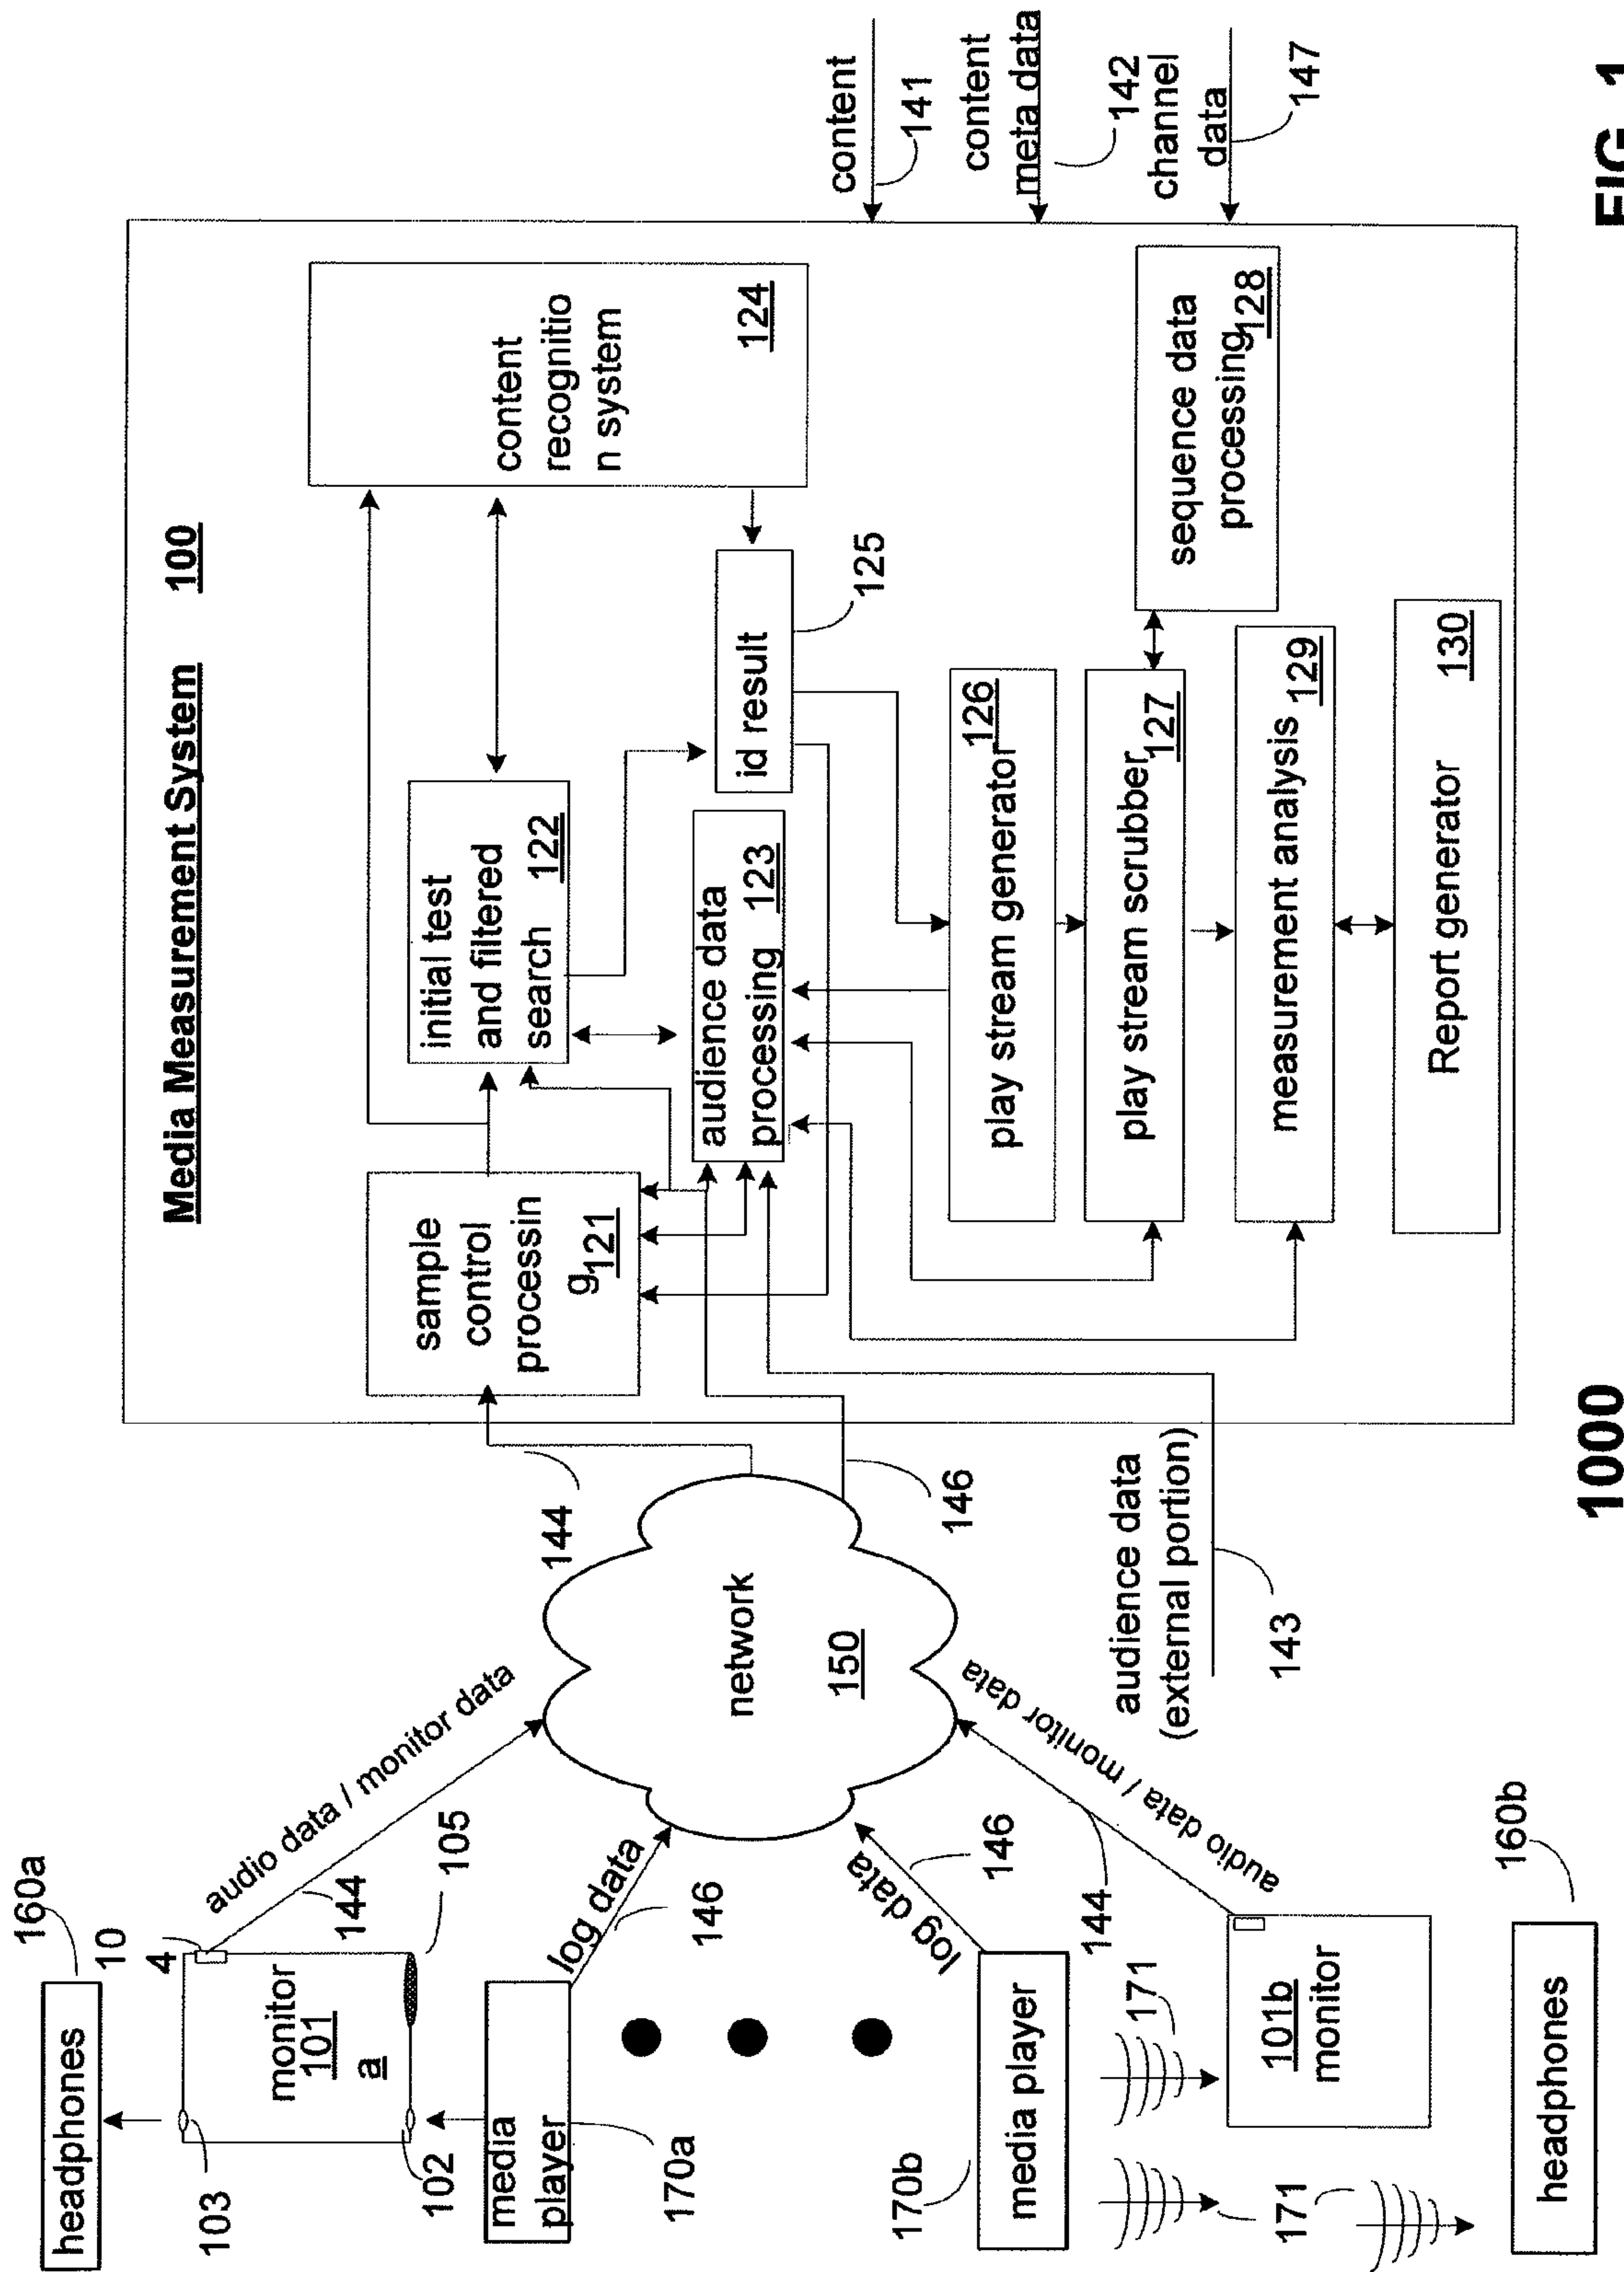 Media Measurement System 100
headphones
160a
10
4
103
monitor
101
a
102
105
audio data / monitor data
144
media
player
170a
log data
146
network
150
144
146
log data
146
media player
170b
171
171
144
audio data / monitor data
101b
monitor
headphones
160b
audience data
(external portion)
143
sample
control
processin
g121
initial test
and filtered
search 122
audience data
processing 123
content
recognitio
n system
124
id result
125
play stream generator
126
play stream scrubber
127
sequence data
processing 128
measurement analysis
129
Report generator
130
content
141
content
meta data
142
channel
data
147
1000
FIG. 1